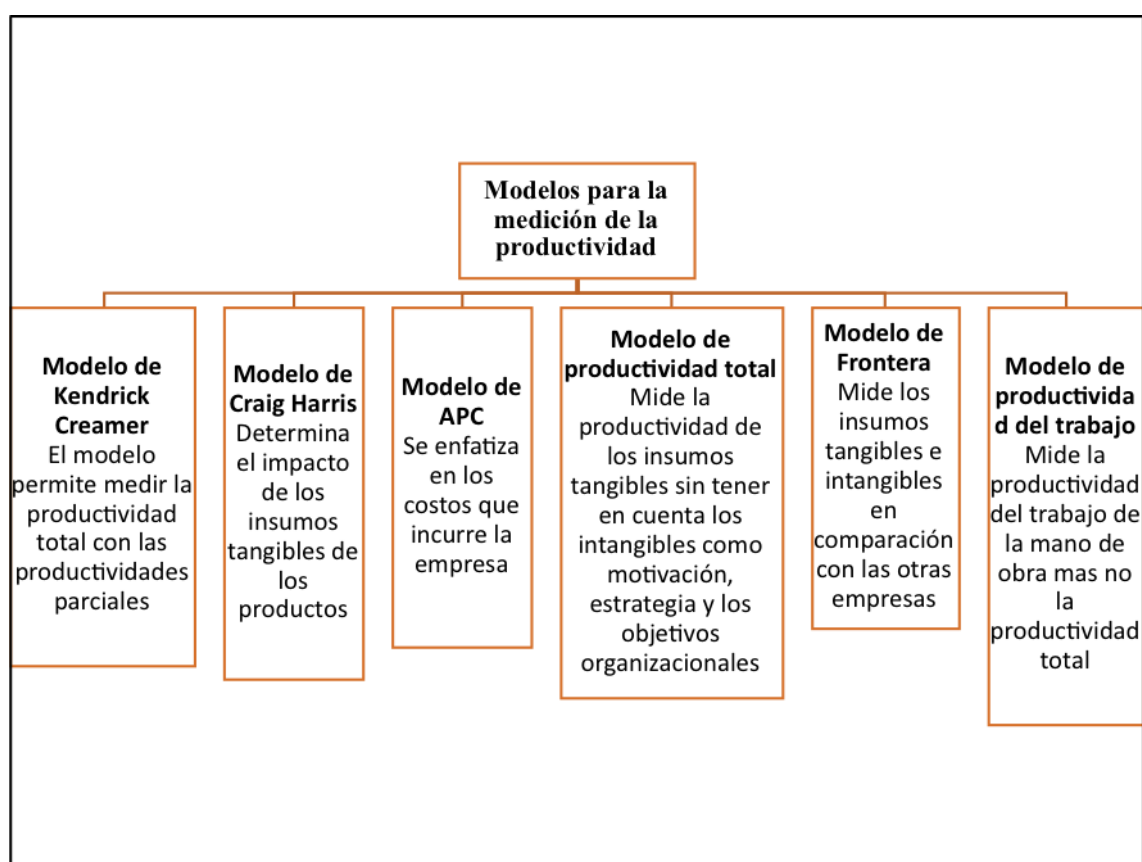 Modelos para la
medición de la
productividad
Modelo de
Kendrick
Creamer
El modelo
permite medir la
productividad
total con las
productividades
parciales
Modelo de
Craig Harris
Determina
el impacto
de los
insumos
tangibles de
los
productos
Modelo de
APC
Se enfatiza
en los
costos que
incurre la
empresa
Modelo de
productividad total
Mide la
productividad de
los insumos
tangibles sin tener
en cuenta los
intangibles como
motivación,
estrategia y los
objetivos
organizacionales
Modelo de
Frontera
Mide los
insumos
tangibles e
intangibles
en
comparación
con las otras
empresas
Modelo de
productivida
d del trabajo
Mide la
productividad
del trabajo de
la mano de
obra mas no
la
productividad
total